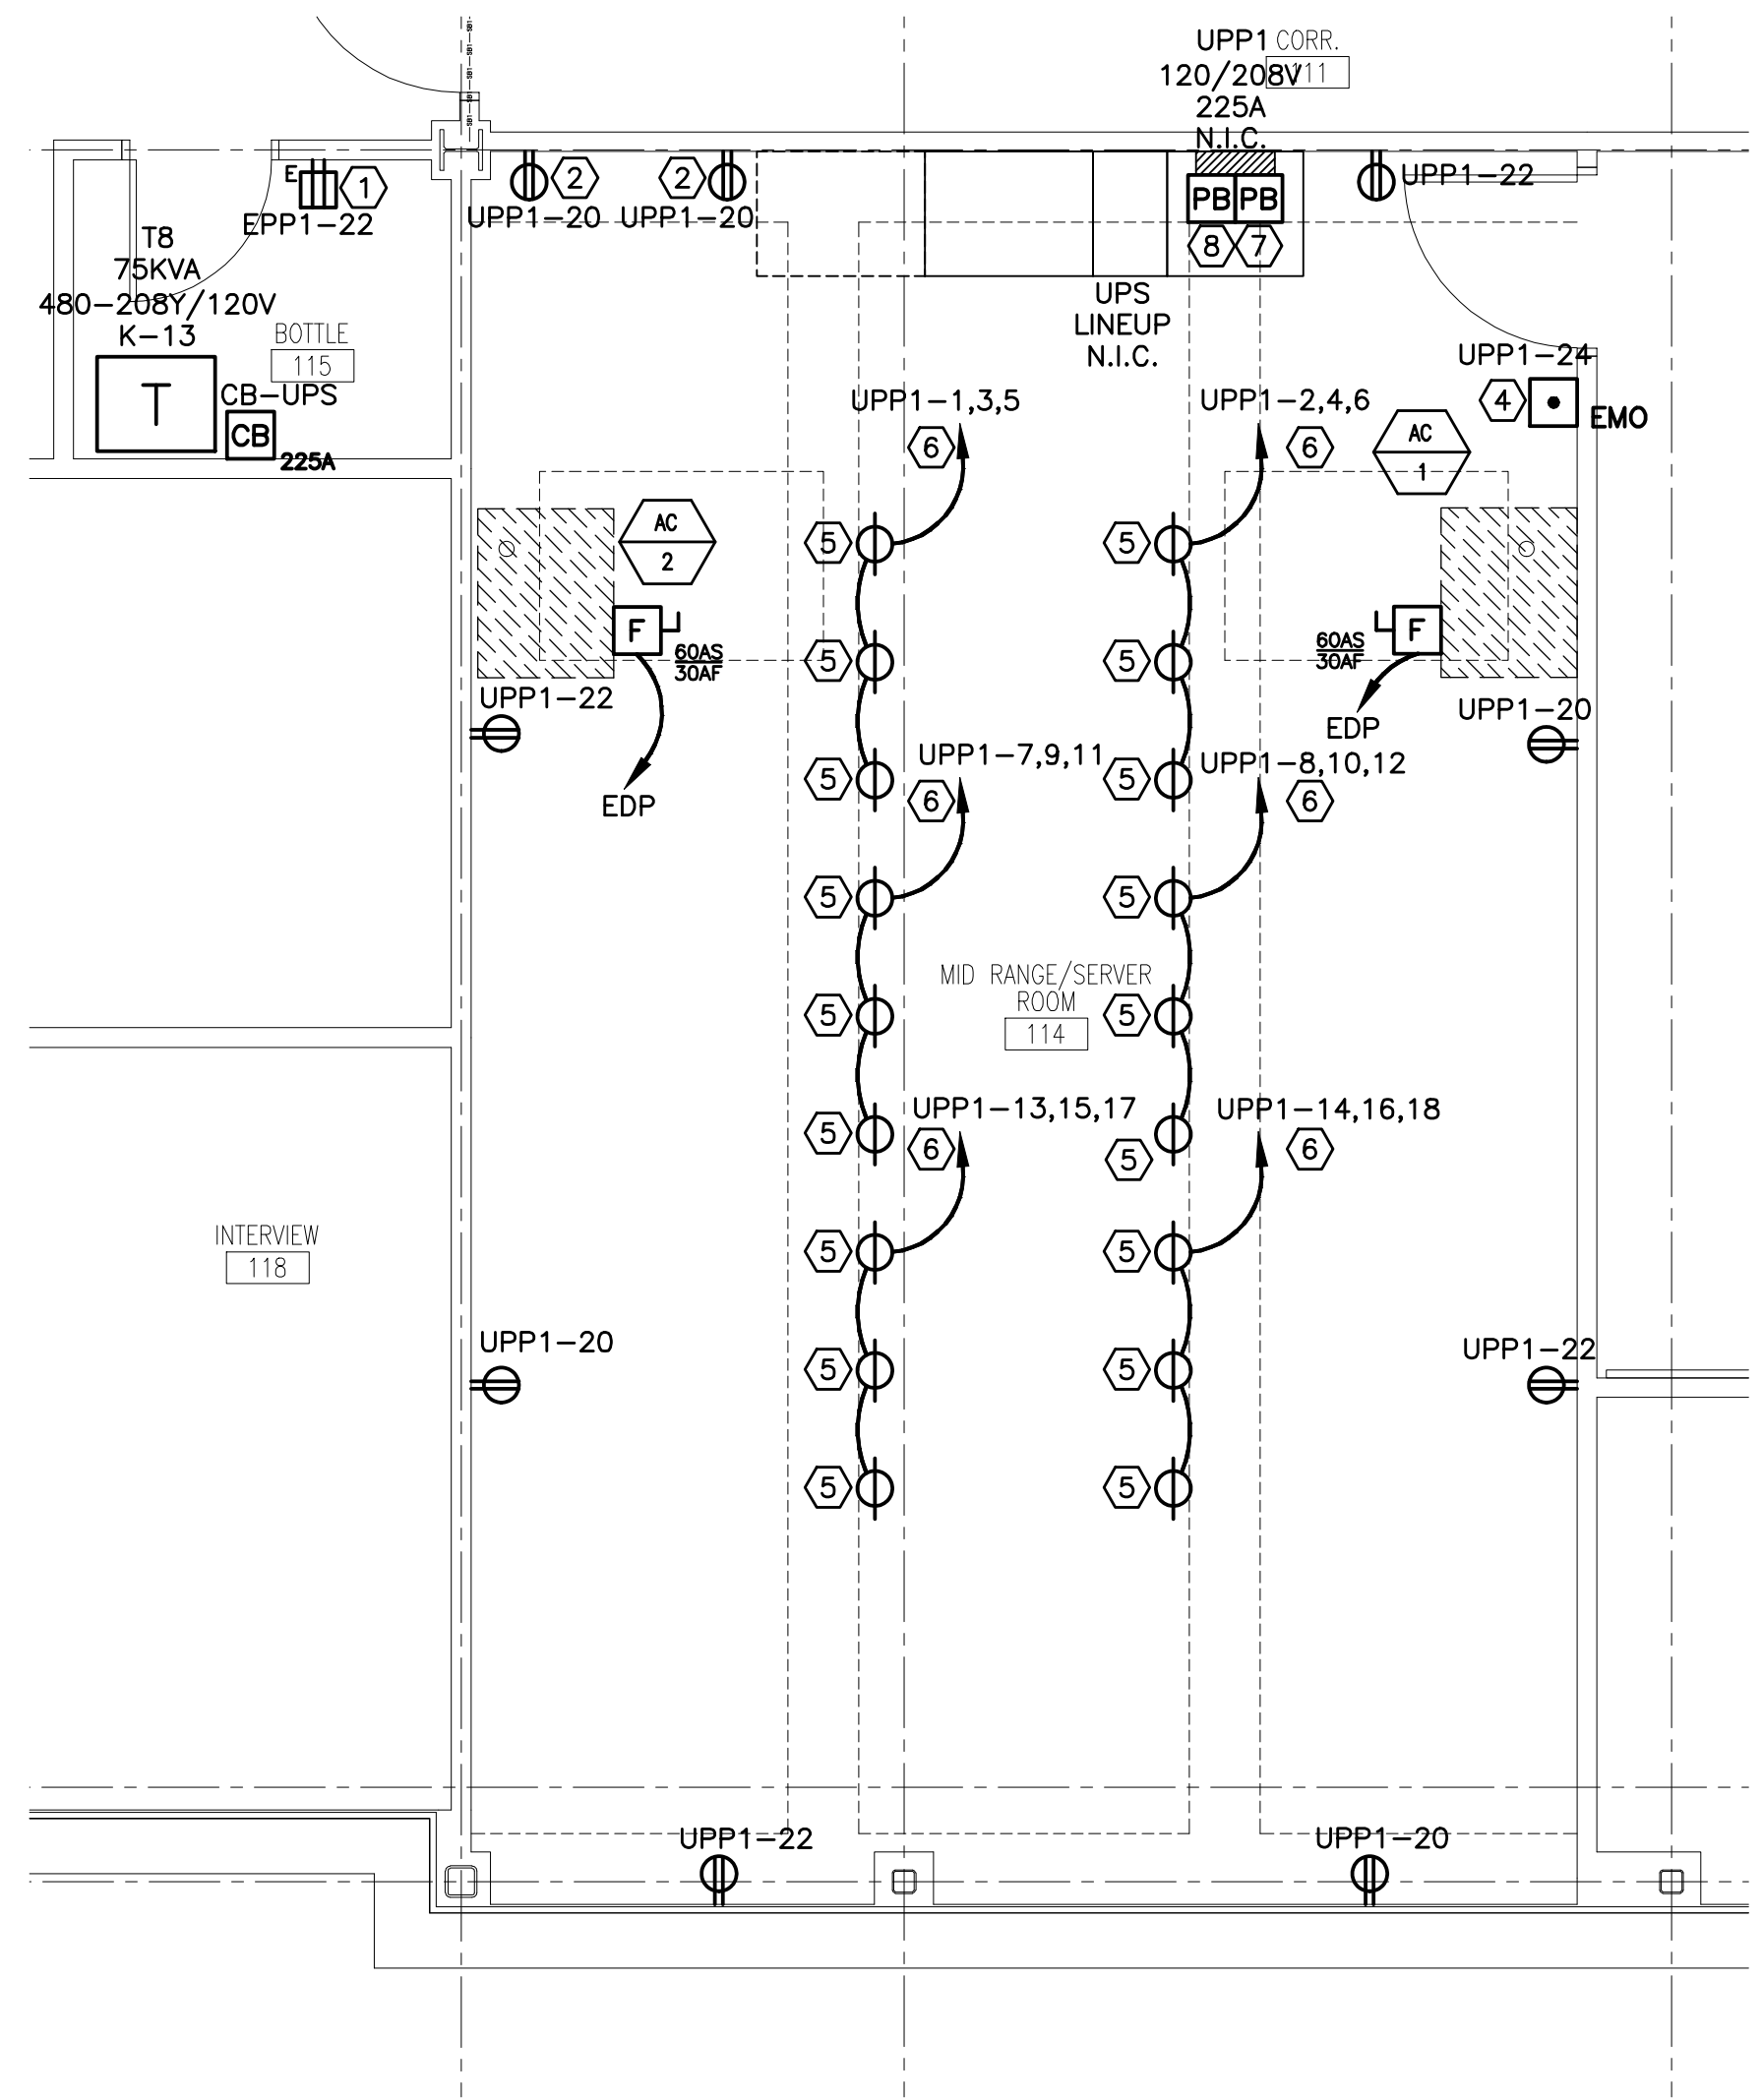 SB1 SB1 SB1 SB1
UPP1
120/208V
225A
N.I.C.
CORR.
111
E
1
EPP1-22
2
UPP1-20
2
UPP1-20
PB
PB
8
7
UPP1-22
T8
75KVA
480-208Y/120V
K-13
T
BOTTLE
115
CB-UPS
CB
225A
UPS
LINEUP
N.I.C.
UPP1-24
4
EMO
UPP1-1,3,5
6
UPP1-2,4,6
6
AC
1
AC
2
5
5
F
60AS
30AF
EDP
5
5
60AS
30AF
F
EDP
UPP1-22
UPP1-20
5
5
UPP1-7,9,11
6
UPP1-8,10,12
6
5
5
MID RANGE/SERVER
ROOM
114
5
5
5
5
UPP1-13,15,17
6
UPP1-14,16,18
6
INTERVIEW
118
5
5
UPP1-20
UPP1-22
5
5
5
5
UPP1-22
UPP1-20